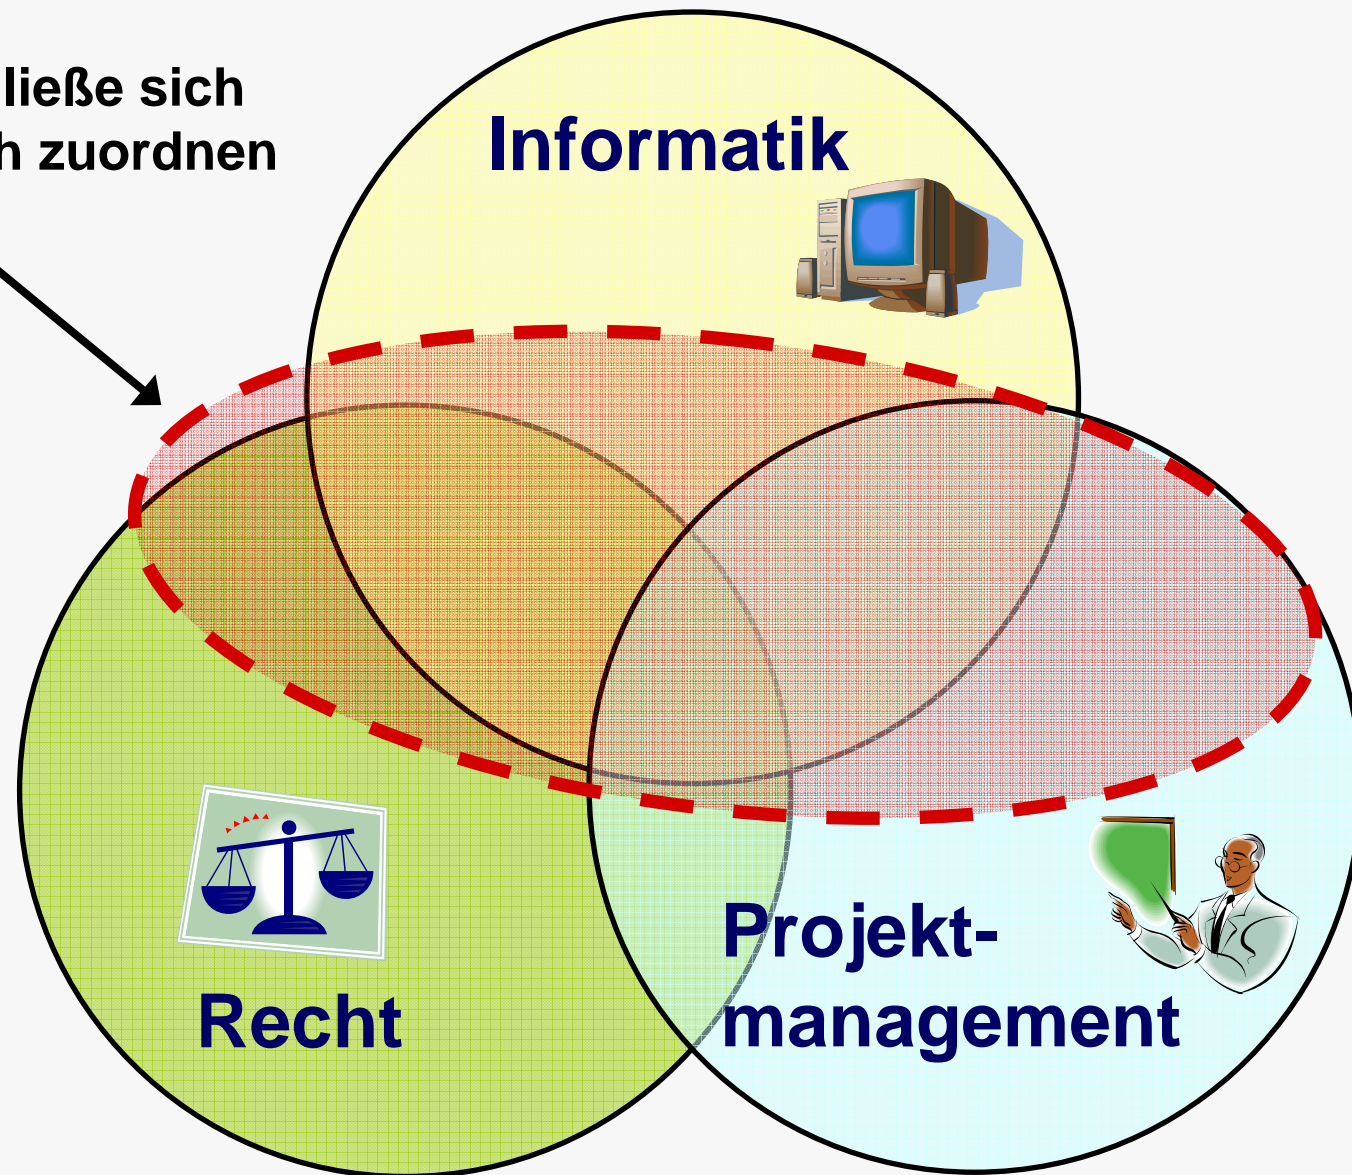 ließe sich
h zuordnen
Informatik
Recht
Projekt-
management